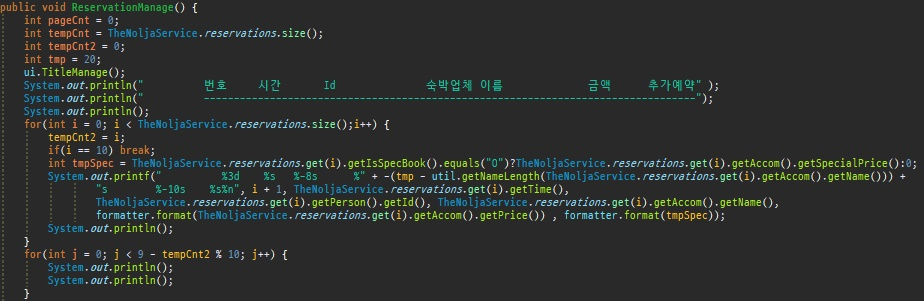 public void ReservationManage() {
int pageCnt = 0;
int tempCnt = TheNoljaService.reservations.size();
int tempCnt2 = 0;
int tmp = 20;
ui.TitleManage();
System.out.println("          번호     시간       Id               숙박업체 이름              금액      추가예약" );
System.out.println("          ----------------------------------------------------------------------------------");
System.out.println();
for(int i = 0; i < TheNoljaService.reservations.size();i++) {
tempCnt2 = i;
if(i == 10) break;
int tmpSpec = TheNoljaService.reservations.get(i).getIsSpecBook().equals("O")?TheNoljaService.reservations.get(i).getAccom().getSpecialPrice():0;
System.out.printf("          %3d    %s   %-8s      %" + -(tmp - util.getNameLength(TheNoljaService.reservations.get(i).getAccom().getName())) +
"s        %-10s    %s%n", i + 1, TheNoljaService.reservations.get(i).getTime(),
TheNoljaService.reservations.get(i).getPerson().getId(), TheNoljaService.reservations.get(i).getAccom().getName(),
formatter.format(TheNoljaService.reservations.get(i).getAccom().getPrice()) , formatter.format(tmpSpec));
System.out.println();
}
for(int j = 0; j < 9 - tempCnt2 % 10; j++) {
System.out.println();
System.out.println();
}